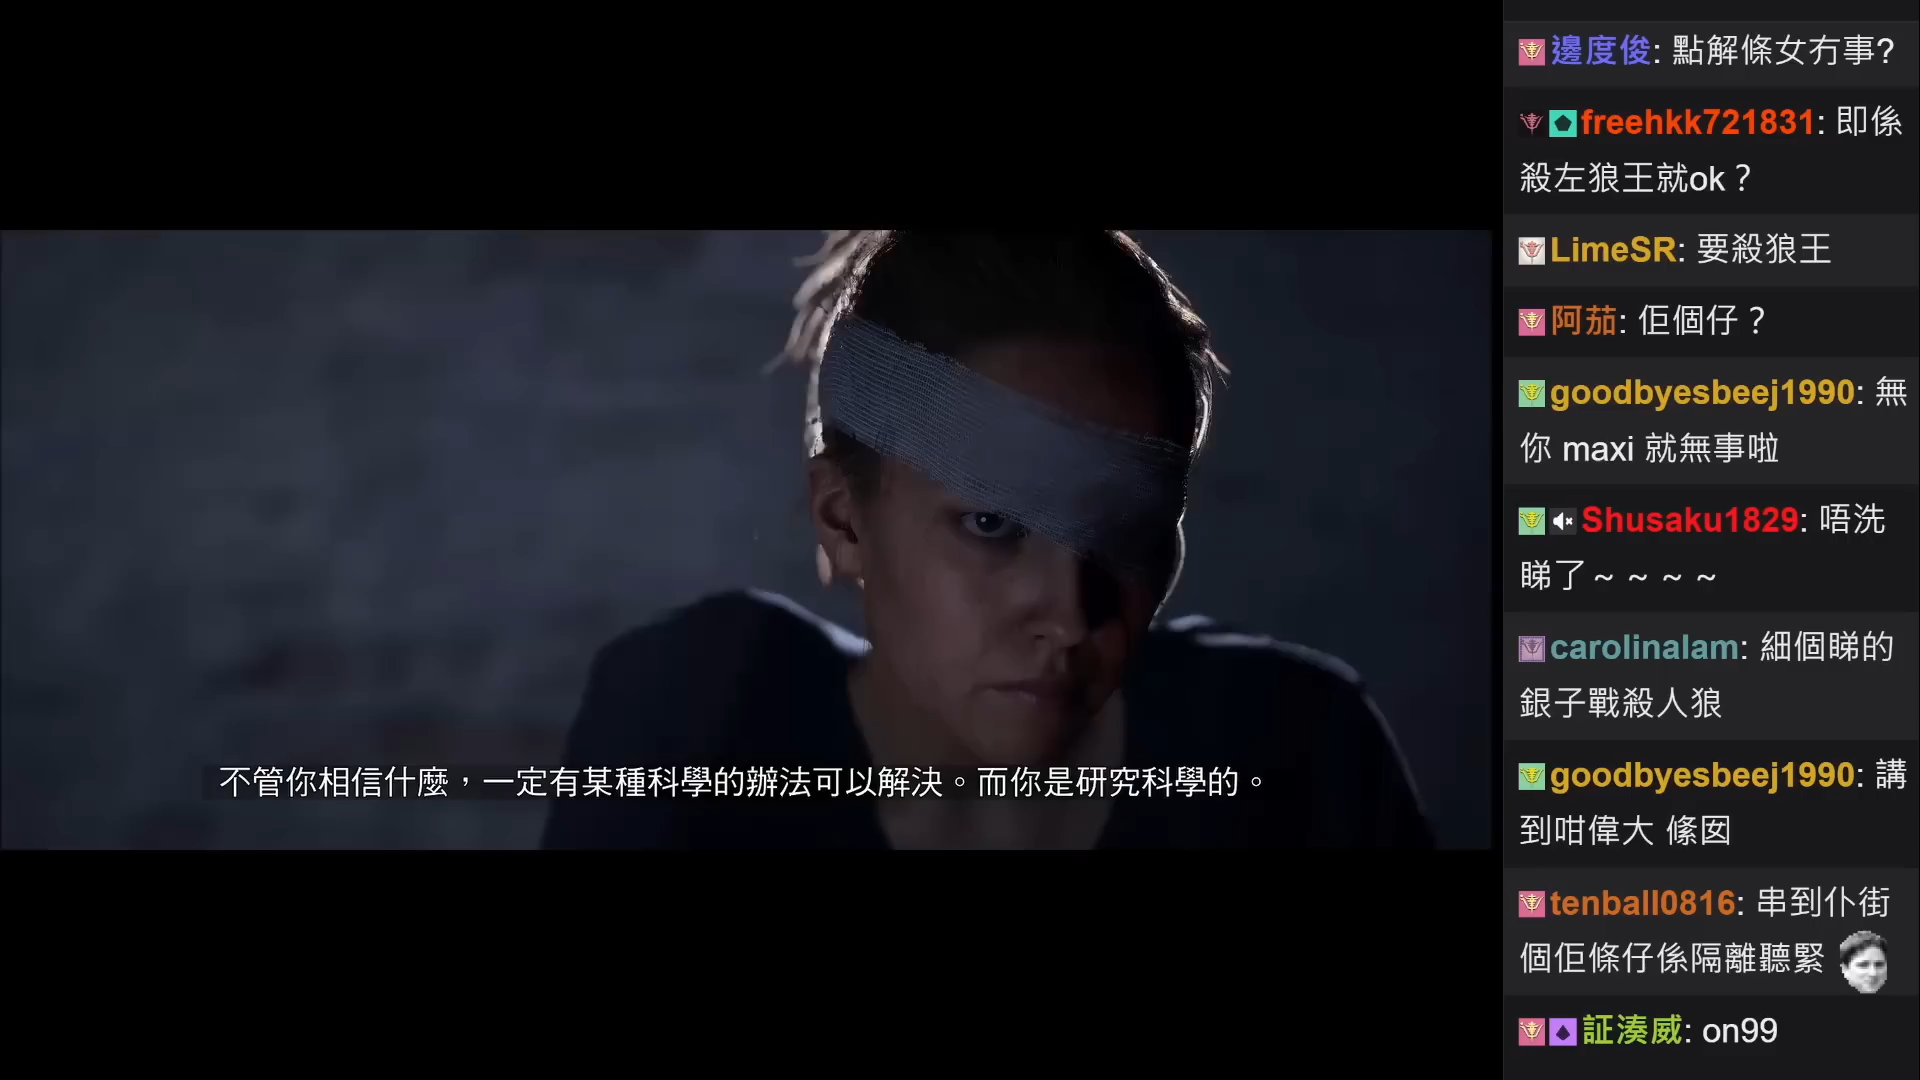 不管你相信什麼，一定有某種科學的辦法可以解決。而你是研究科學的。
邊度俊: 點解條女冇事?
freehkk721831: 即係
殺左狼王就ok？
LimeSR: 要殺狼王
阿茄: 佢個仔？
goodbyesbeej1990: 無
你 maxi 就無事啦
Shusaku1829: 唔洗
睇了～～～～
carolinalam: 細個睇的
銀子戰殺人狼
goodbyesbeej1990: 講
到咁偉大 絛囡
tenball0816: 串到仆街
個佢條仔係隔離聽緊
証湊威: on99